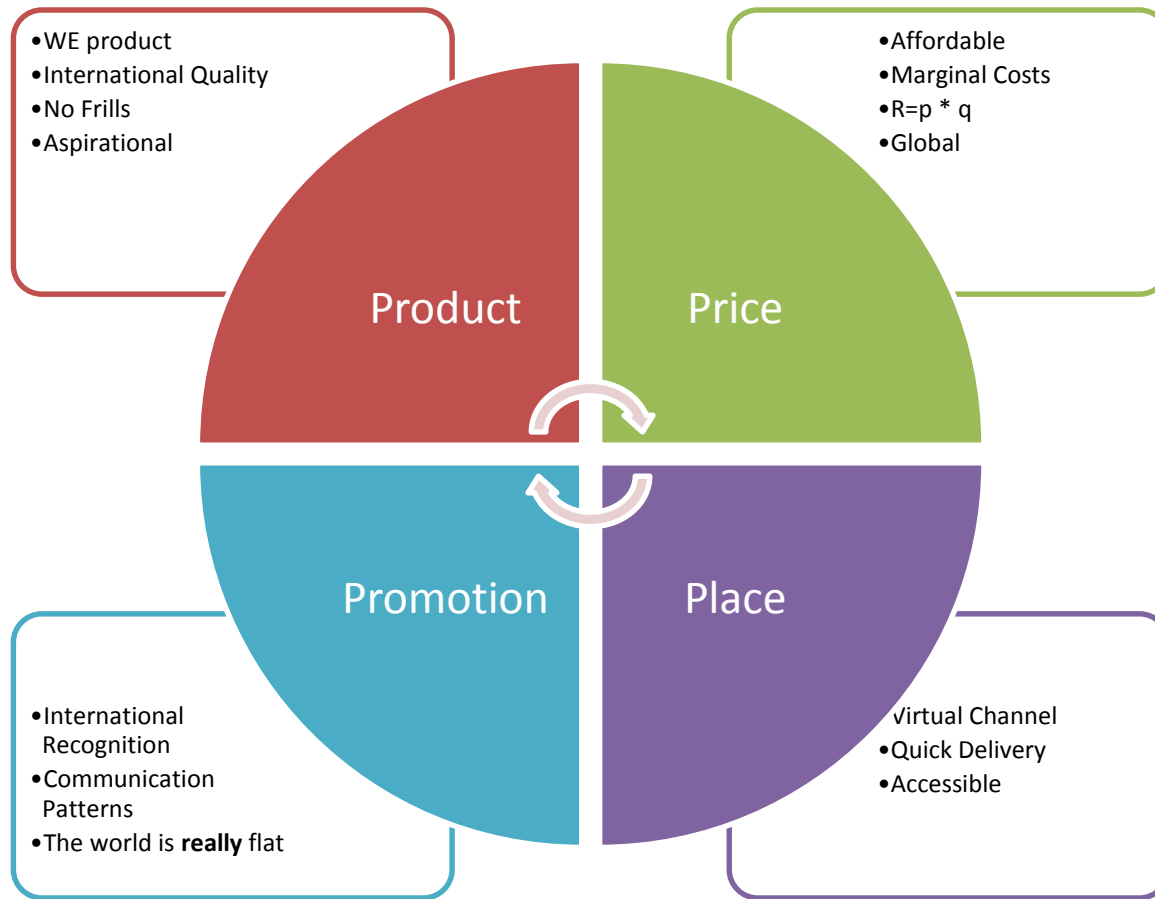 •WE product
•International Quality
•No Frills
•Aspirational
•Affordable
•Marginal Costs
•R=p * q
•Global
Product
Price
Promotion
Place
•International
Recognition
•Communication
Patterns
•The world is really flat
Virtual Channel
•Quick Delivery
•Accessible